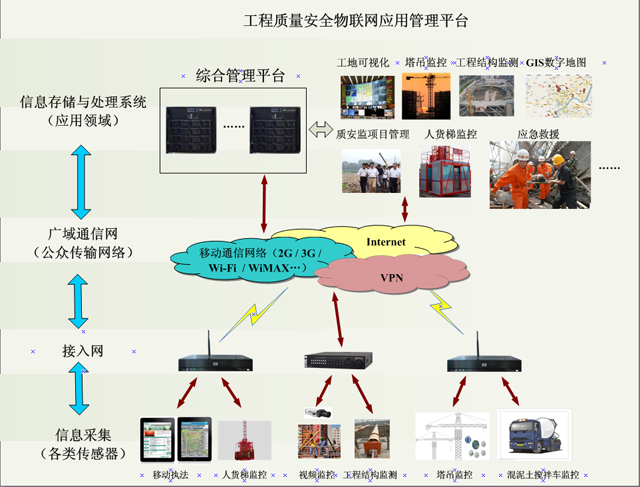 工程质量安全物联网应用管理平台
综合管理平台
工地可视化 塔吊监控 工程结构监测 GIS数字地图
信息存储与处理系统
（应用领域）
……
质安监项目管理 人货梯监控 应急救援
……
广域通信网
（公众传输网络）
移动通信网络（2G / 3G /
Wi-Fi / WiMAX…）
Internet
VPN
接入网
信息采集
（各类传感器）
移动执法 人货梯监控 视频监控 工程结构监测 塔吊监控 混泥土搅拌车监控